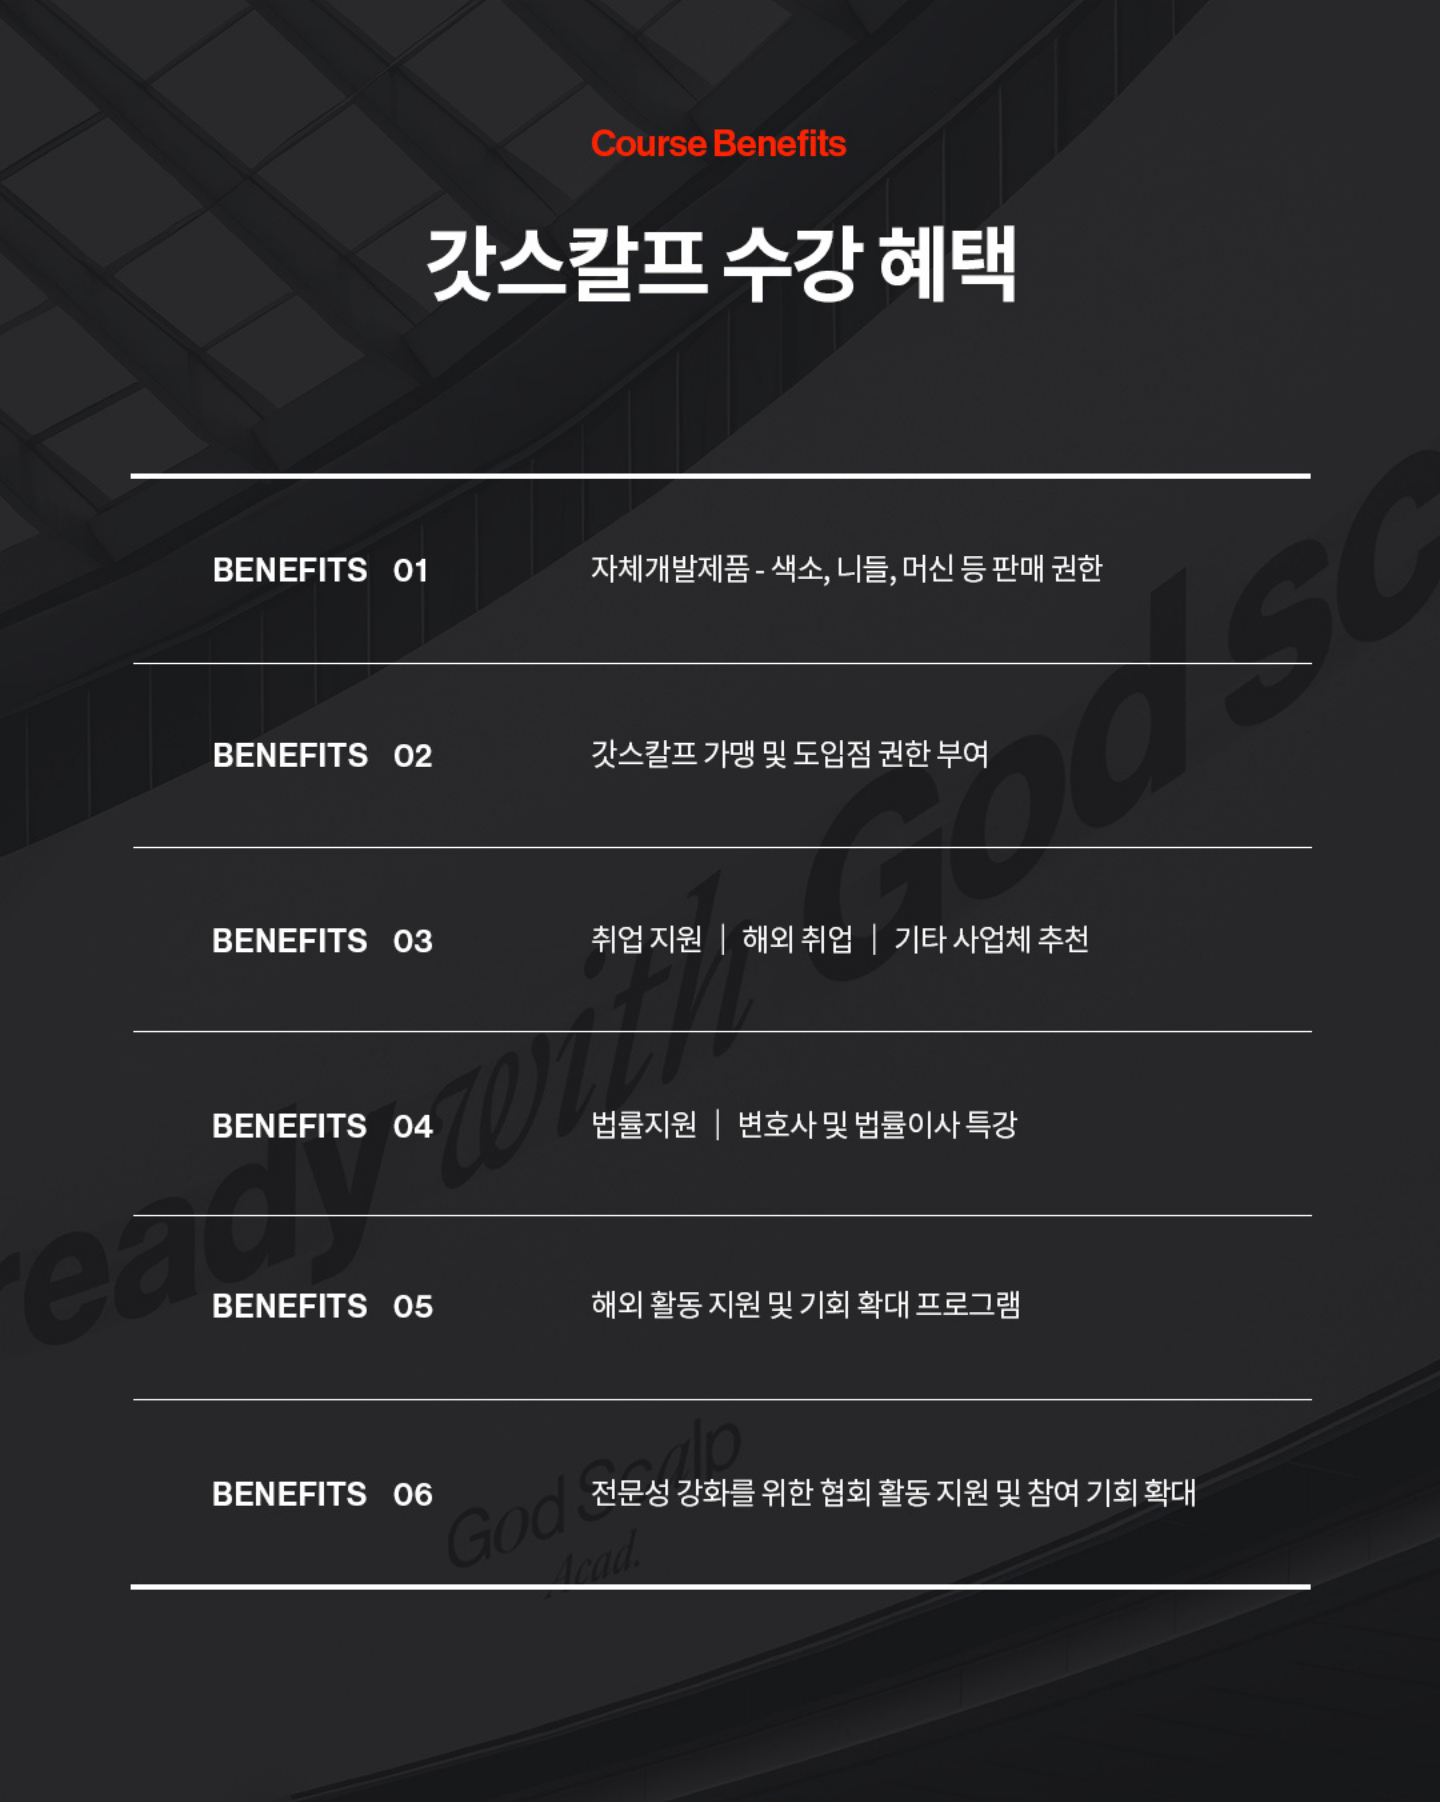 Course Benefits
갓스칼프 수강 혜택
BENEFITS 01 자체개발제품 - 색소, 니들, 머신 등 판매 권한
BENEFITS 02 갓스칼프 가맹 및 도입점 권한 부여
BENEFITS 03 취업 지원 | 해외 취업 | 기타 사업체 추천
BENEFITS 04 법률지원 | 변호사 및 법률이사 특강
BENEFITS 05 해외 활동 지원 및 기회 확대 프로그램
BENEFITS 06 전문성 강화를 위한 협회 활동 지원 및 참여 기회 확대
ready with God sc
God Scalp
Acad.